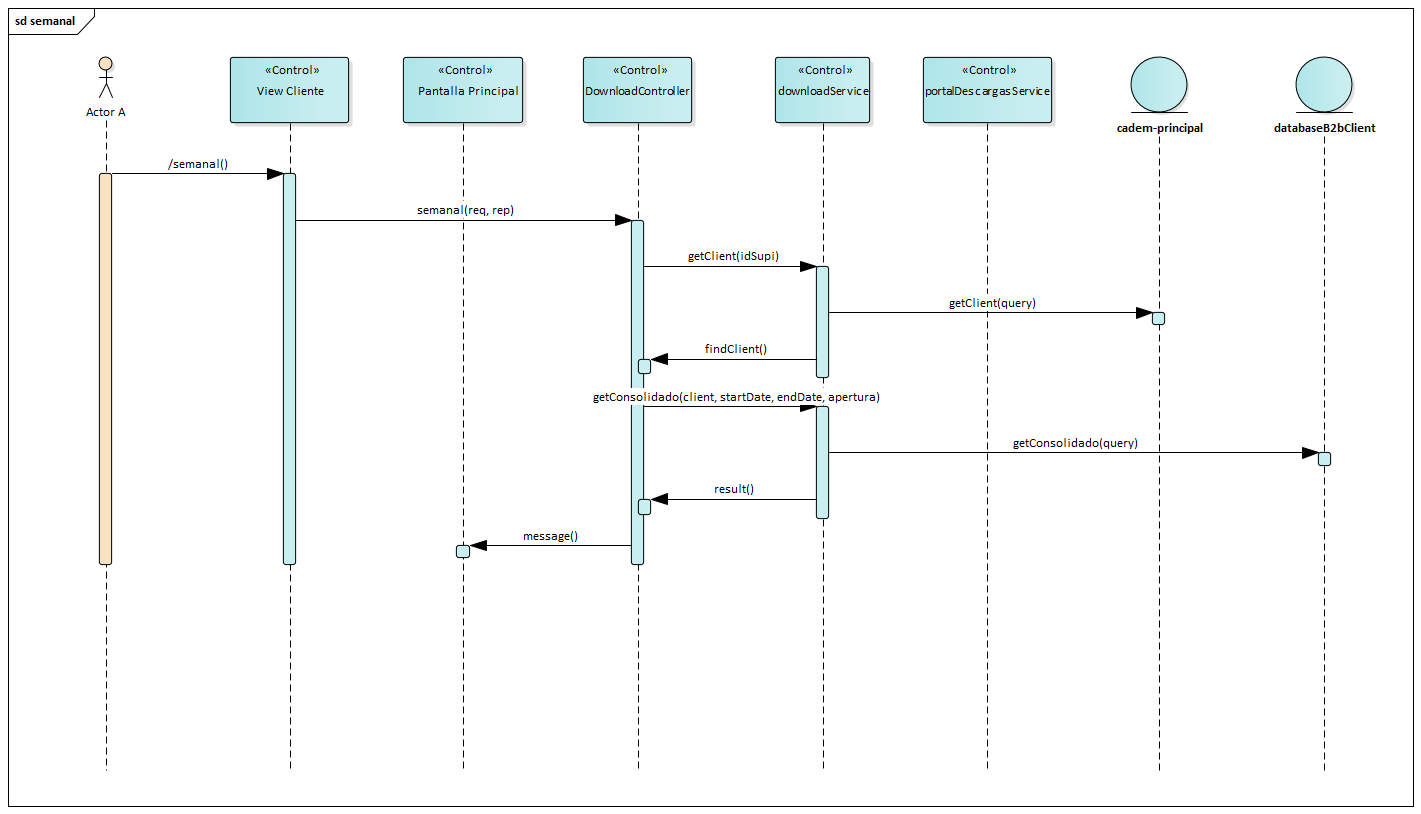 sd semanal
«Control»
View Cliente
«Control»
Pantalla Principal
«Control»
DownloadController
«Control»
downloadService
«Control»
portalDescargasService
Actor A
cadem-principal
databaseB2bClient
/semanal()
semanal(req, rep)
getClient(idSupi)
getClient(query)
findClient()
getConsolidado(client, startDate, endDate, apertura)
getConsolidado(query)
result()
message()